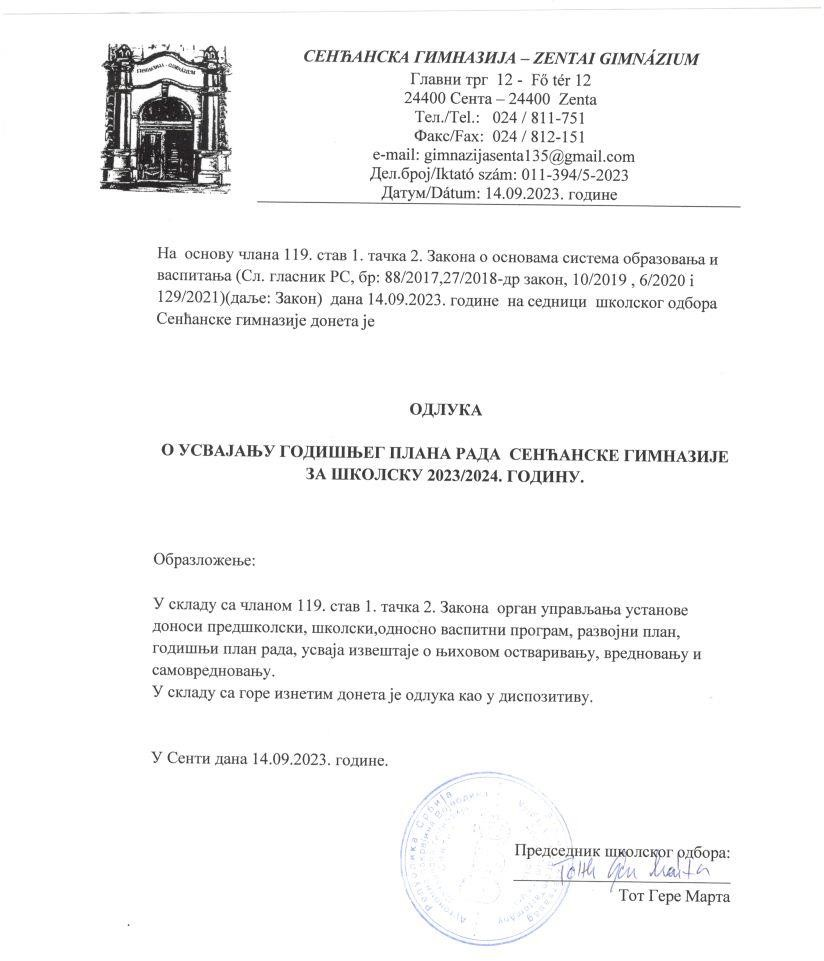 ГИМНАЗИЈА - GIMNÁZIUM
СЕНЋАНСКА ГИМНАЗИЈА – ZENTAI GIMNÁZIUM
Главни трг 12 - Fő tér 12
24400 Сента – 24400 Zenta
Тел./Tel.: 024 / 811-751
Факс/Fax: 024 / 812-151
e-mail: gimnazijasenta135@gmail.com
Дел.број/Iktató szám: 011-394/5-2023
Датум/Dátum: 14.09.2023. године
На основу члана 119. став 1. тачка 2. Закона о основама система образовања и
васпитања (Сл. гласник РС, бр: 88/2017,27/2018-др закон, 10/2019 , 6/2020 i
129/2021)(даље: Закон) дана 14.09.2023. године на седници школског одбора
Сенћанске гимназије донета је
ОДЛУКА
О УСВАЈАЊУ ГОДИШЊЕГ ПЛАНА РАДА СЕНЋАНСКЕ ГИМНАЗИЈЕ
ЗА ШКОЛСКУ 2023/2024. ГОДИНУ.
Образложење:
У складу са чланом 119. став 1. тачка 2. Закона орган управљања установе
доноси предшколски, школски,односно васпитни програм, развојни план,
годишњи план рада, усваја извештаје о њиховом остваривању, вредновању и
самовредновању.
У складу са горе изнетим донета је одлука као у диспозитиву.
У Сенти дана 14.09.2023. године.
Република Србија
Председник школског одбора:
Тот Гере Марта